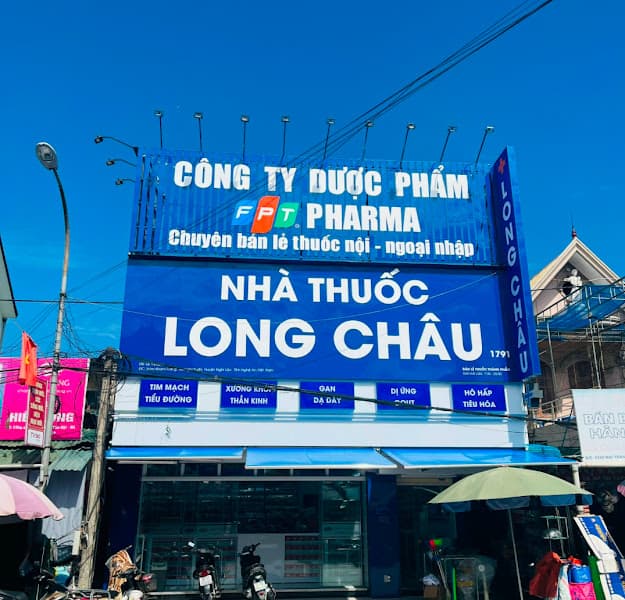 CÔNG TY DƯỢC PHẨM
FPT PHARMA
Chuyên bán lẻ thuốc nội - ngoại nhập
LONG CHÂU
NHÀ THUỐC
LONG CHÂU
1791
TIM MẠCH
TIỂU ĐƯỜNG
XƯƠNG KHỚP
THẦN KINH
GAN
DẠ DÀY
DỊ ỨNG
GOUT
HÔ HẤP
TIÊU HÓA